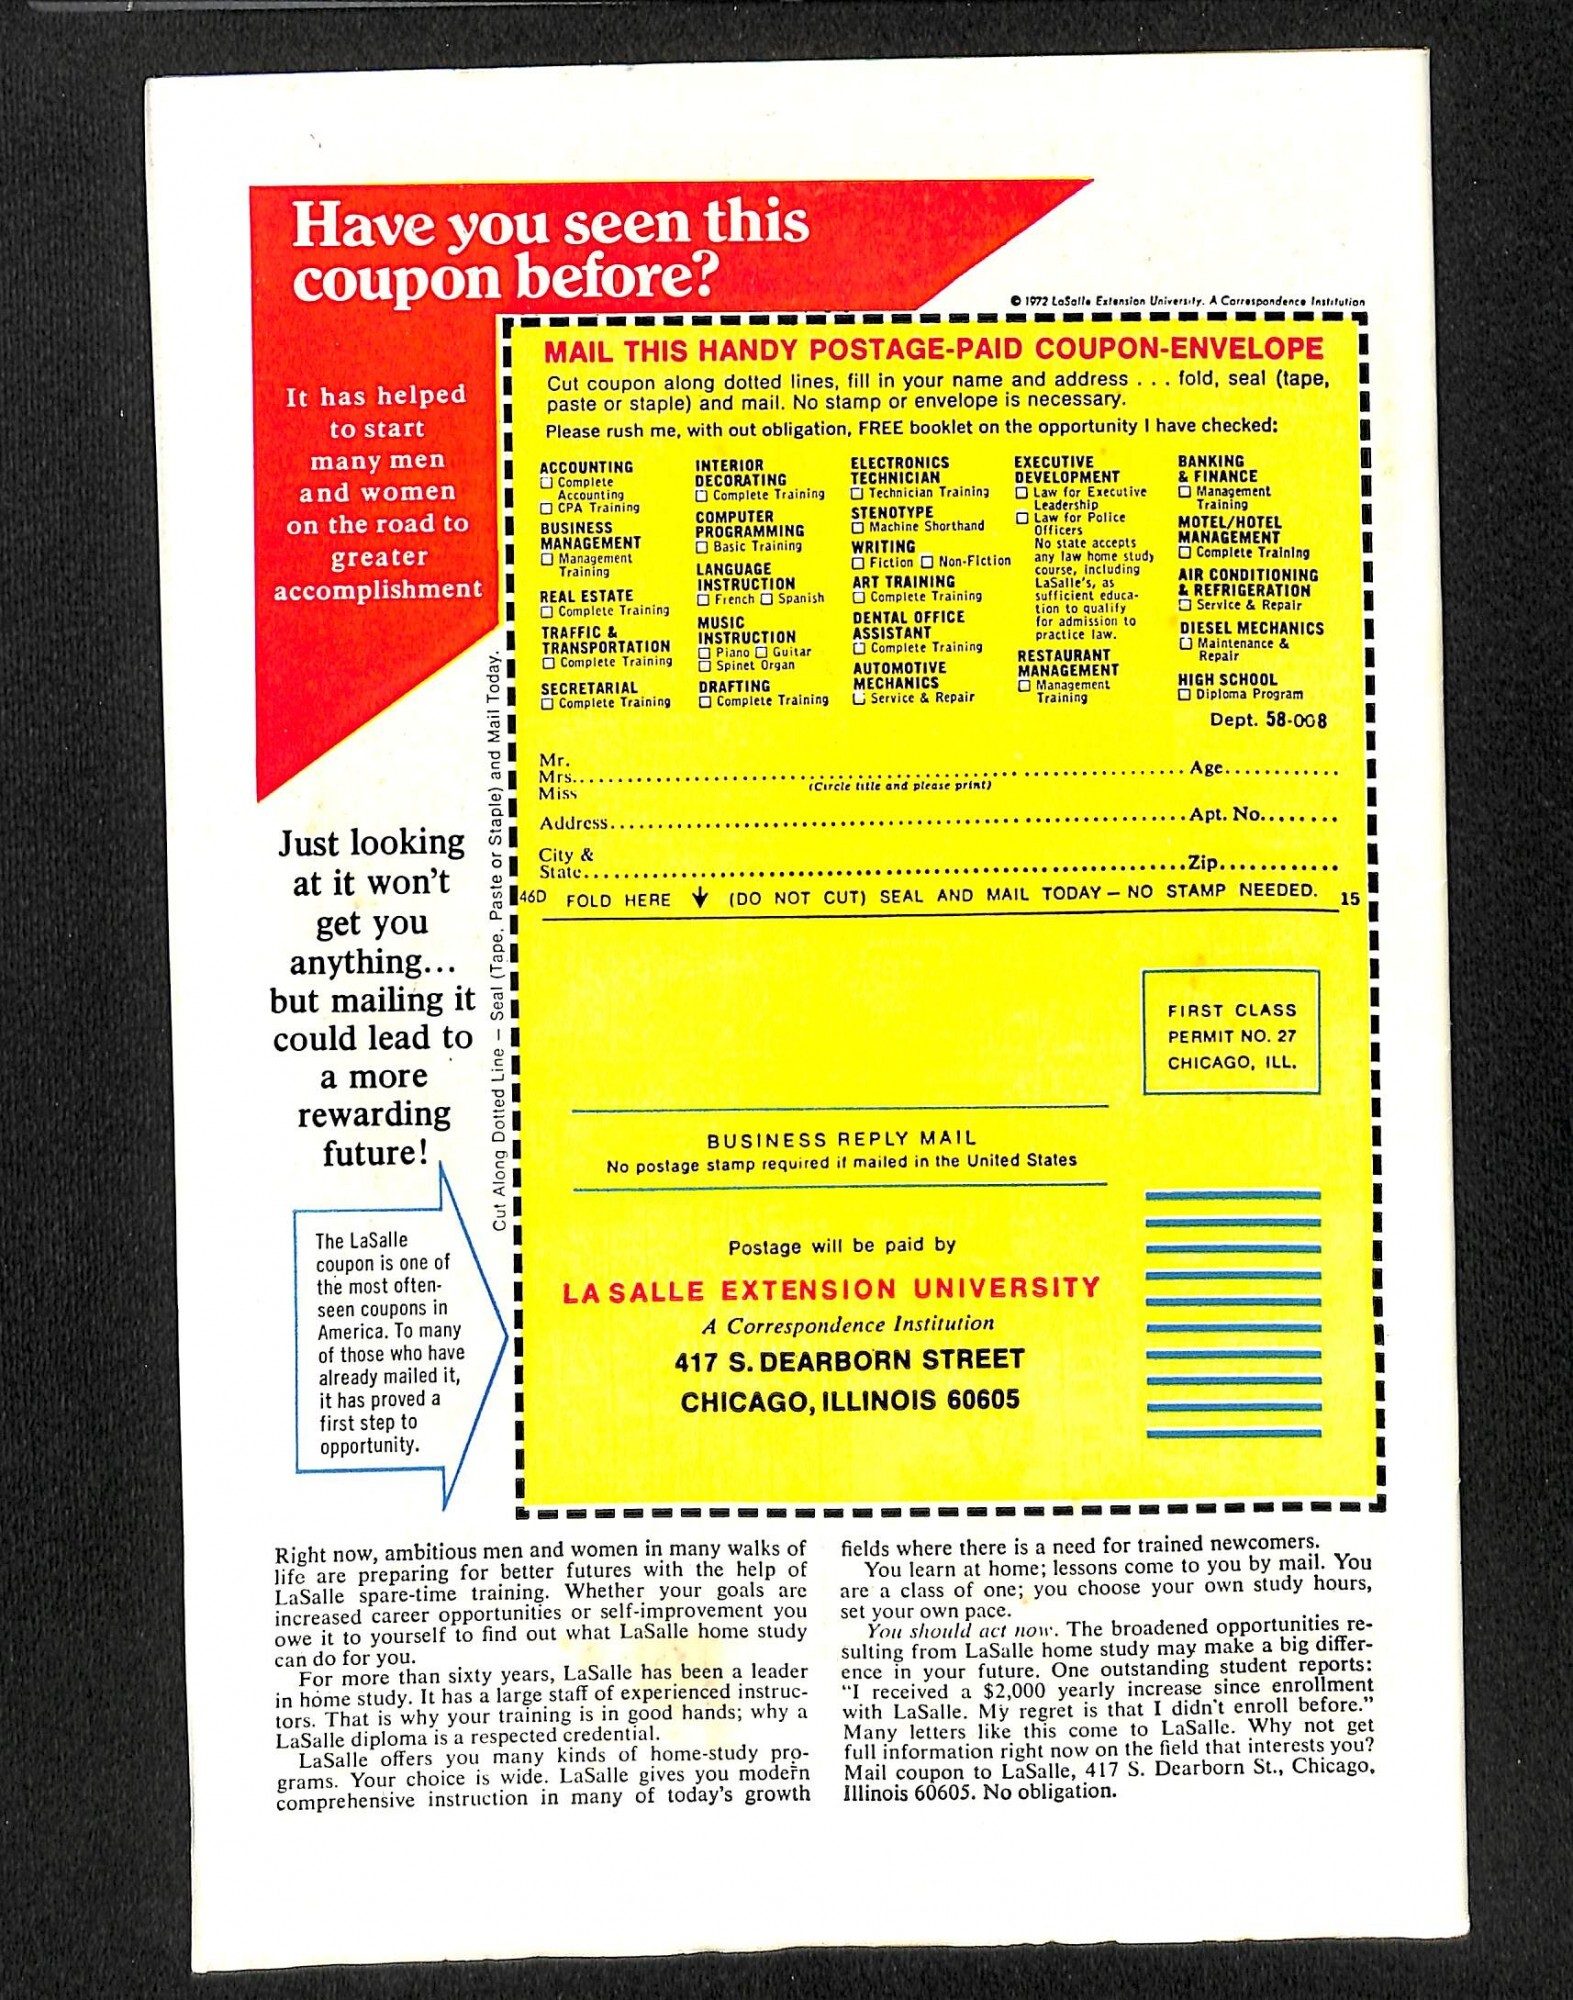 Have you seen this
coupon before?
© 1972 LaSalle Extension University. A Correspondence Institution
It has helped
to start
many men
and women
on the road to
greater
accomplishment
Just looking
at it won't
get you
anything...
but mailing it
could lead to
a more
rewarding
future!
The LaSalle
coupon is one of
the most often-
seen coupons in
America. To many
of those who have
already mailed it,
it has proved a
first step to
opportunity.
Cut Along Dotted Line – Seal (Tape, Paste or Staple) and Mail Today.
MAIL THIS HANDY POSTAGE-PAID COUPON-ENVELOPE
Cut coupon along dotted lines, fill in your name and address . . . fold, seal (tape,
paste or staple) and mail. No stamp or envelope is necessary.
Please rush me, with out obligation, FREE booklet on the opportunity I have checked:
ACCOUNTING
☐ Complete
Accounting
☐ CPA Training
BUSINESS
MANAGEMENT
☐ Management
Training
REAL ESTATE
☐ Complete Training
TRAFFIC &
TRANSPORTATION
☐ Complete Training
SECRETARIAL
☐ Complete Training
INTERIOR
DECORATING
☐ Complete Training
COMPUTER
PROGRAMMING
☐ Basic Training
LANGUAGE
INSTRUCTION
☐ French ☐ Spanish
MUSIC
INSTRUCTION
☐ Piano ☐ Guitar
☐ Spinet Organ
DRAFTING
☐ Complete Training
ELECTRONICS
TECHNICIAN
☐ Technician Training
STENOTYPE
☐ Machine Shorthand
WRITING
☐ Fiction ☐ Non-Fiction
ART TRAINING
☐ Complete Training
DENTAL OFFICE
ASSISTANT
☐ Complete Training
AUTOMOTIVE
MECHANICS
☐ Service & Repair
EXECUTIVE
DEVELOPMENT
☐ Law for Executive
Leadership
☐ Law for Police
Officers
No state accepts
any law home study
course, including
LaSalle's, as
sufficient educa-
tion to qualify
for admission to
practice law.
RESTAURANT
MANAGEMENT
☐ Management
Training
BANKING
& FINANCE
☐ Management
Training
MOTEL/HOTEL
MANAGEMENT
☐ Complete Training
AIR CONDITIONING
& REFRIGERATION
☐ Service & Repair
DIESEL MECHANICS
☐ Maintenance &
Repair
HIGH SCHOOL
☐ Diploma Program
Dept. 58-008
Mr.
Mrs. Age
Miss (Circle title and please print)
Address Apt. No.
City &
State Zip
46D FOLD HERE ↓ (DO NOT CUT) SEAL AND MAIL TODAY – NO STAMP NEEDED. 15
FIRST CLASS
PERMIT NO. 27
CHICAGO, ILL.
BUSINESS REPLY MAIL
No postage stamp required if mailed in the United States
Postage will be paid by
LA SALLE EXTENSION UNIVERSITY
A Correspondence Institution
417 S. DEARBORN STREET
CHICAGO, ILLINOIS 60605
Right now, ambitious men and women in many walks of
life are preparing for better futures with the help of
LaSalle spare-time training. Whether your goals are
increased career opportunities or self-improvement you
owe it to yourself to find out what LaSalle home study
can do for you.
For more than sixty years, LaSalle has been a leader
in home study. It has a large staff of experienced instruc-
tors. That is why your training is in good hands; why a
LaSalle diploma is a respected credential.
LaSalle offers you many kinds of home-study pro-
grams. Your choice is wide. LaSalle gives you modern
comprehensive instruction in many of today's growth
fields where there is a need for trained newcomers.
You learn at home; lessons come to you by mail. You
are a class of one; you choose your own study hours,
set your own pace.
You should act now. The broadened opportunities re-
sulting from LaSalle home study may make a big differ-
ence in your future. One outstanding student reports:
"I received a $2,000 yearly increase since enrollment
with LaSalle. My regret is that I didn't enroll before."
Many letters like this come to LaSalle. Why not get
full information right now on the field that interests you?
Mail coupon to LaSalle, 417 S. Dearborn St., Chicago,
Illinois 60605. No obligation.